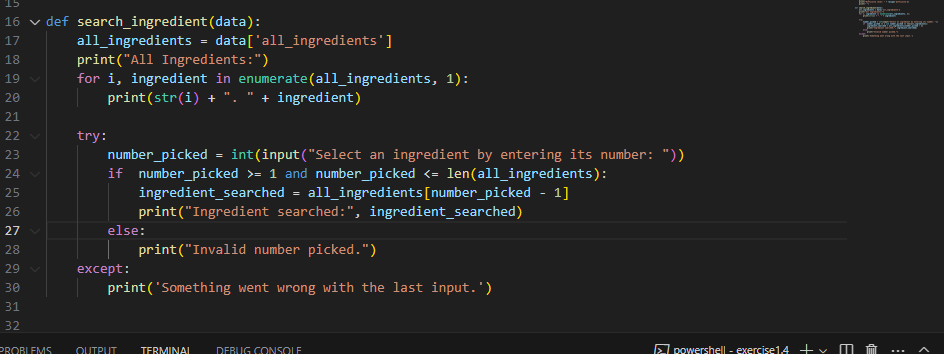 15
16 def search_ingredient(data):
17     all_ingredients = data['all_ingredients']
18     print("All Ingredients:")
19     for i, ingredient in enumerate(all_ingredients, 1):
20         print(str(i) + ". " + ingredient)
21
22     try:
23         number_picked = int(input("Select an ingredient by entering its number: "))
24         if  number_picked >= 1 and number_picked <= len(all_ingredients):
25             ingredient_searched = all_ingredients[number_picked - 1]
26             print("Ingredient searched:", ingredient_searched)
27         else:
28             print("Invalid number picked.")
29     except:
30         print('Something went wrong with the last input.')
31
32
PROBLEMS OUTPUT TERMINAL DEBUG CONSOLE powershell - exercise1.4